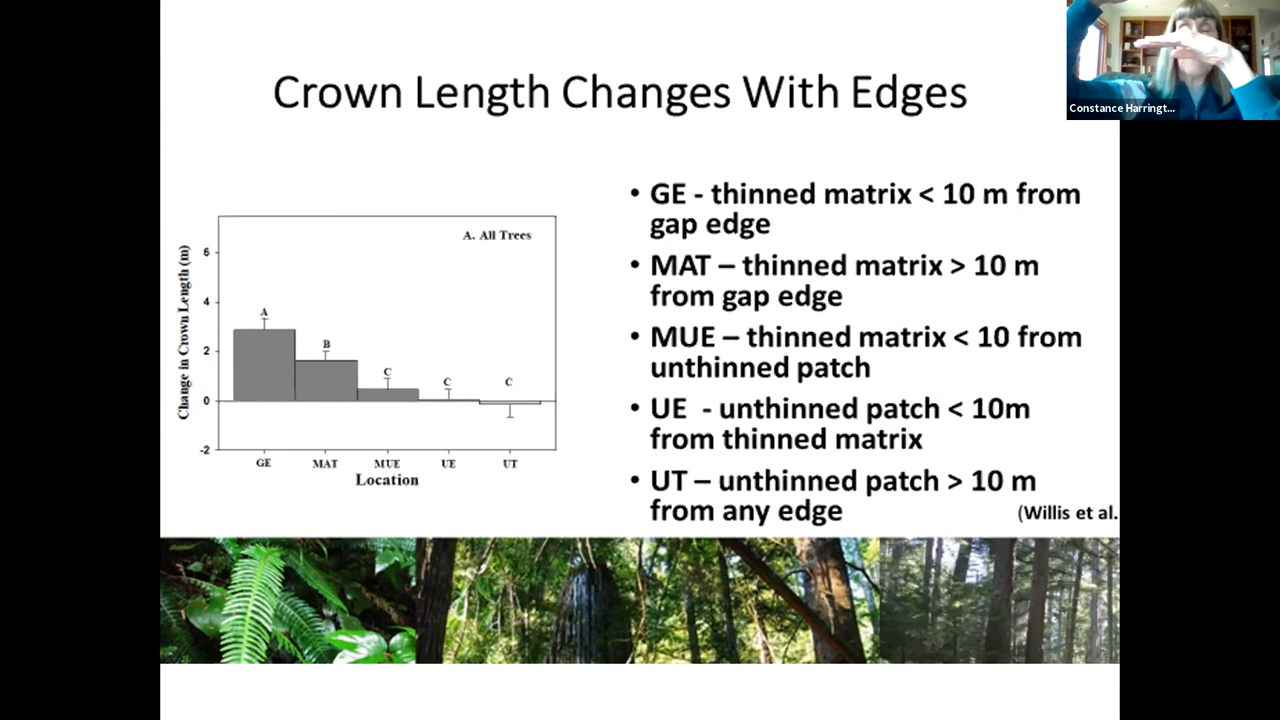 Constance Harringt...
Crown Length Changes With Edges
A. All Trees
Change in Crown Length (m)
6
4
2
0
-2
A
B
C
C
C
GE
MAT
MUE
UE
UT
Location
• GE - thinned matrix < 10 m from
gap edge
• MAT – thinned matrix > 10 m
from gap edge
• MUE – thinned matrix < 10 from
unthinned patch
• UE - unthinned patch < 10m
from thinned matrix
• UT – unthinned patch > 10 m
from any edge
(Willis et al.